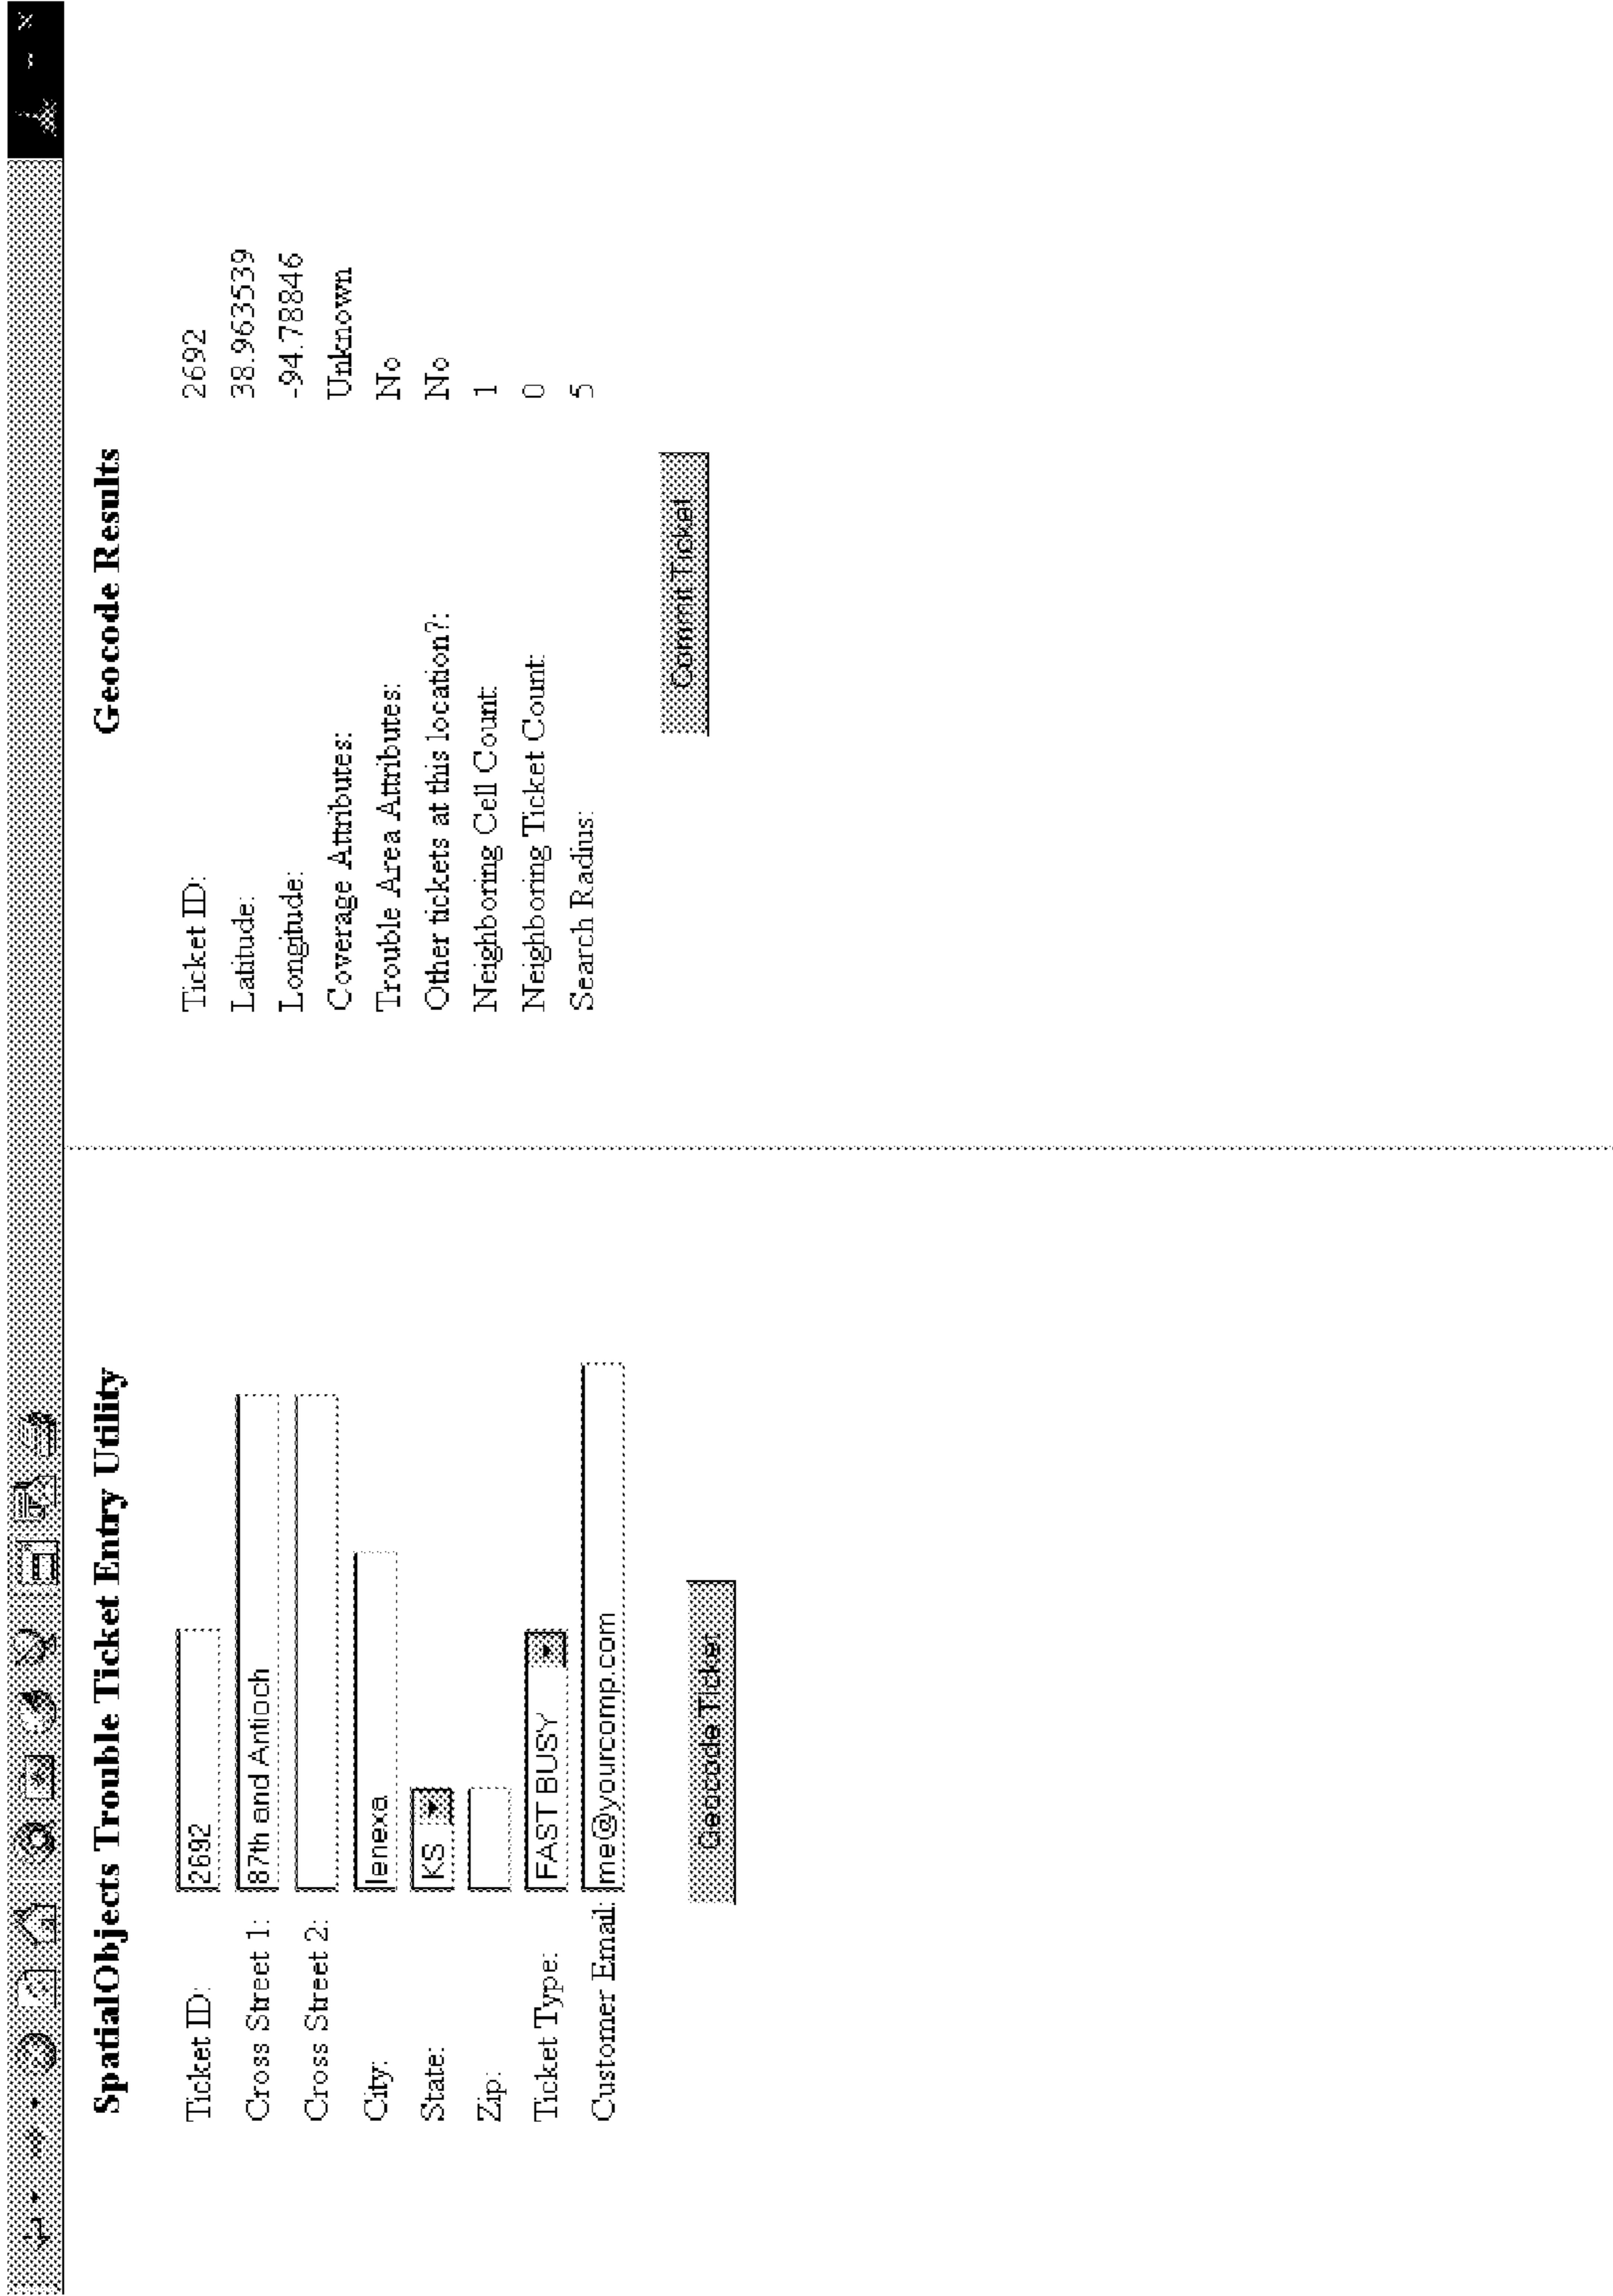 SpatialObjects Trouble Ticket Entry Utility
Ticket ID: 2692
Cross Street 1: 87th and Antioch
Cross Street 2:
City: lenexa
State: KS
Zip:
Ticket Type: FAST BUSY
Customer Email: me@yourcomp.com
Geocode Ticket
Geocode Results
Ticket ID: 2692
Latitude: 38.963539
Longitude: -94.78846
Coverage Attributes: Unknown
Trouble Area Attributes: No
Other tickets at this location?: No
Neighboring Cell Count: 1
Neighboring Ticket Count: 0
Search Radius: 5
Commit Ticket